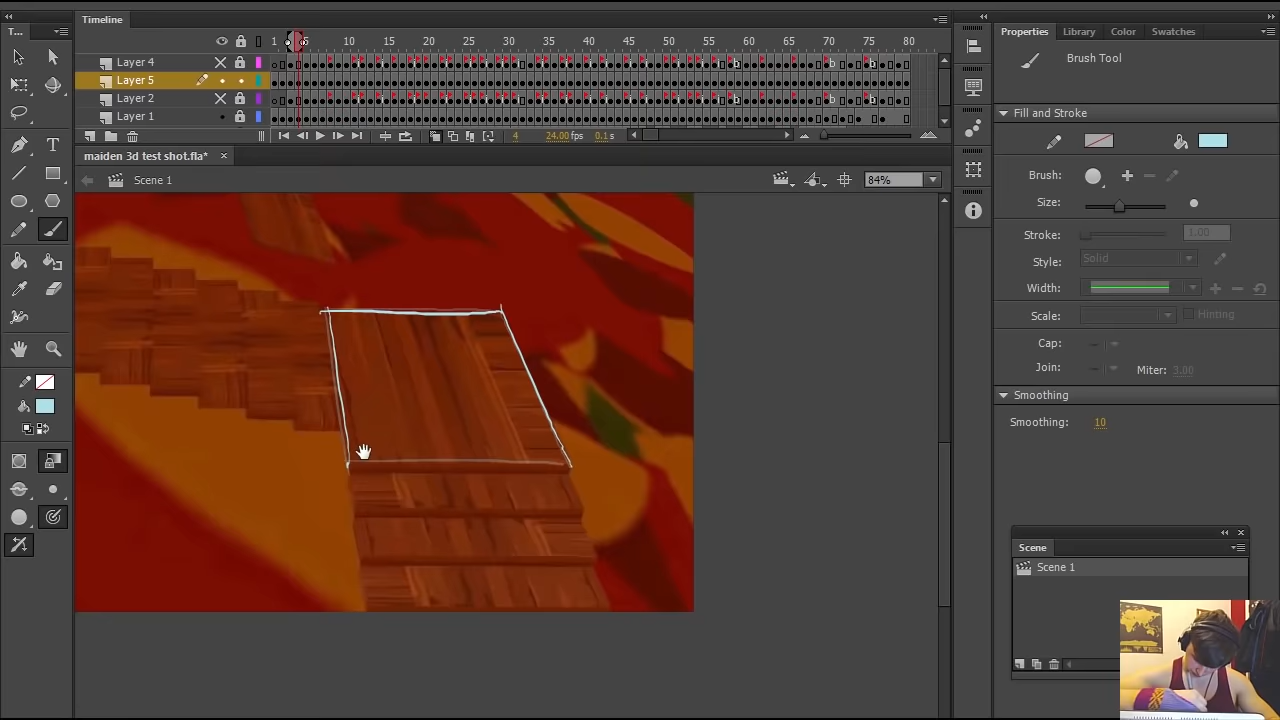 Timeline
T...
Properties
Library
Color
Swatches
1 5 10 15 20 25 30 35 40 45 50 55 60 65 70 75 80
Layer 4
Brush Tool
Layer 5
Layer 2
Layer 1
Fill and Stroke
4 24.00 fps 0.1 s
maiden 3d test shot.fla*
Scene 1
84%
Brush:
Size:
Stroke: 1.00
Style: Solid
Width:
Scale: Hinting
Cap:
Join: Miter: 3.00
Smoothing
Smoothing: 10
Scene
Scene 1